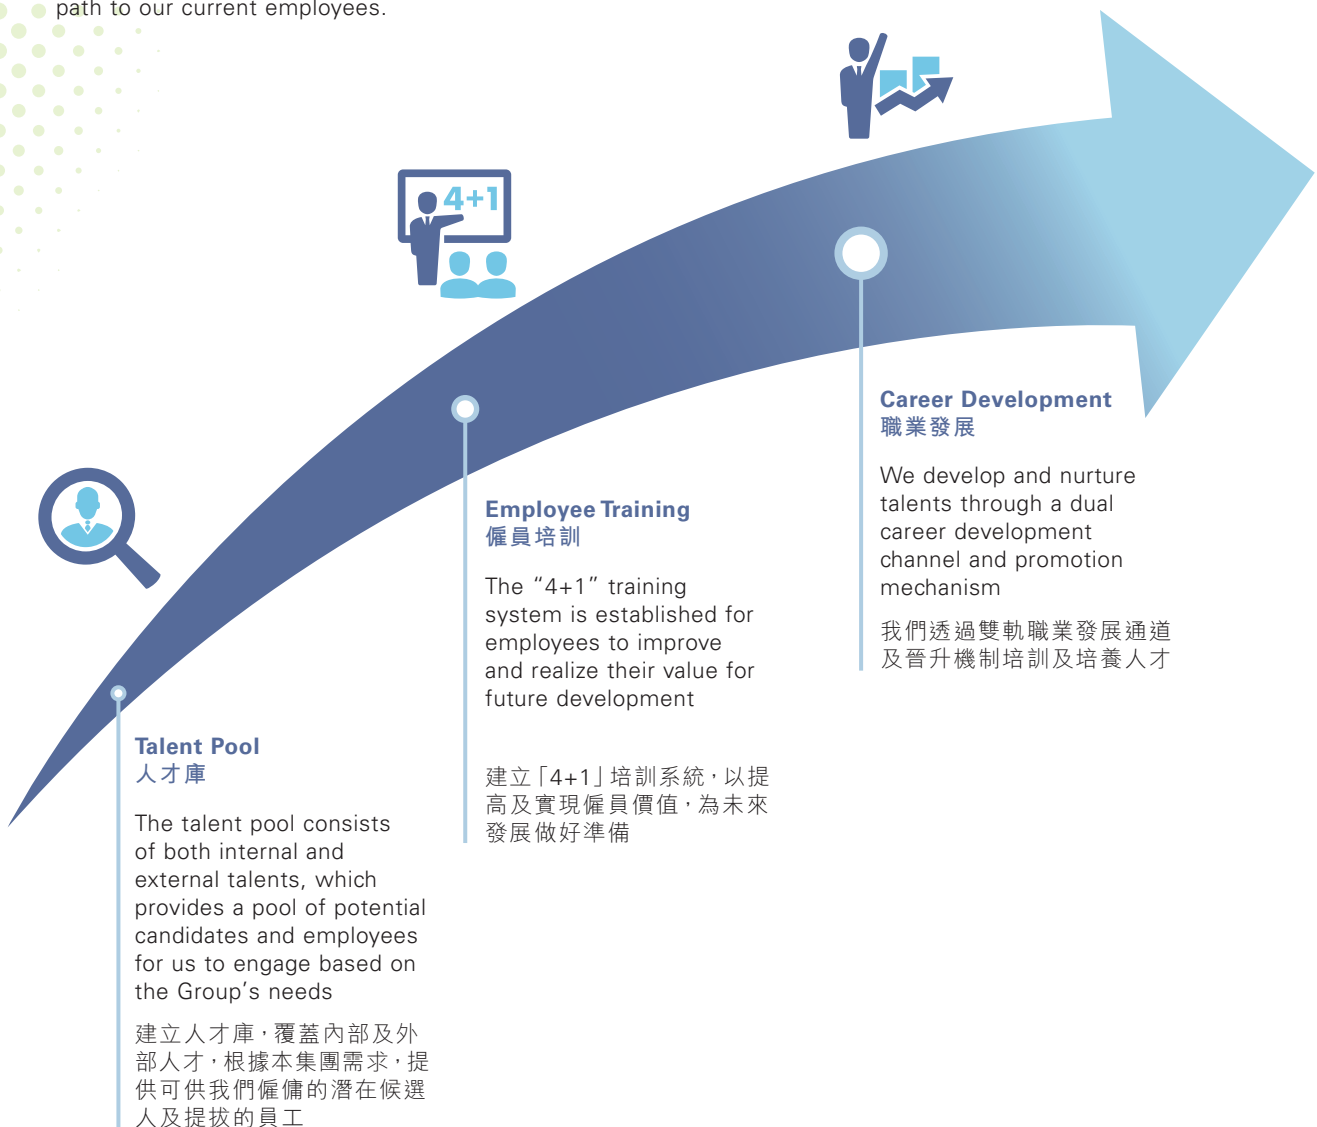 path to our current employees.
4+1
Career Development
職業發展
We develop and nurture
talents through a dual
career development
channel and promotion
mechanism
我們透過雙軌職業發展通道
及晉升機制培訓及培養人才
Employee Training
僱員培訓
The “4+1” training
system is established for
employees to improve
and realize their value for
future development
建立「4+1」培訓系統，以提
高及實現僱員價值，為未來
發展做好準備
Talent Pool
人才庫
The talent pool consists
of both internal and
external talents, which
provides a pool of potential
candidates and employees
for us to engage based on
the Group’s needs
建立人才庫，覆蓋內部及外
部人才，根據本集團需求，提
供可供我們僱傭的潛在候選
人及提拔的員工